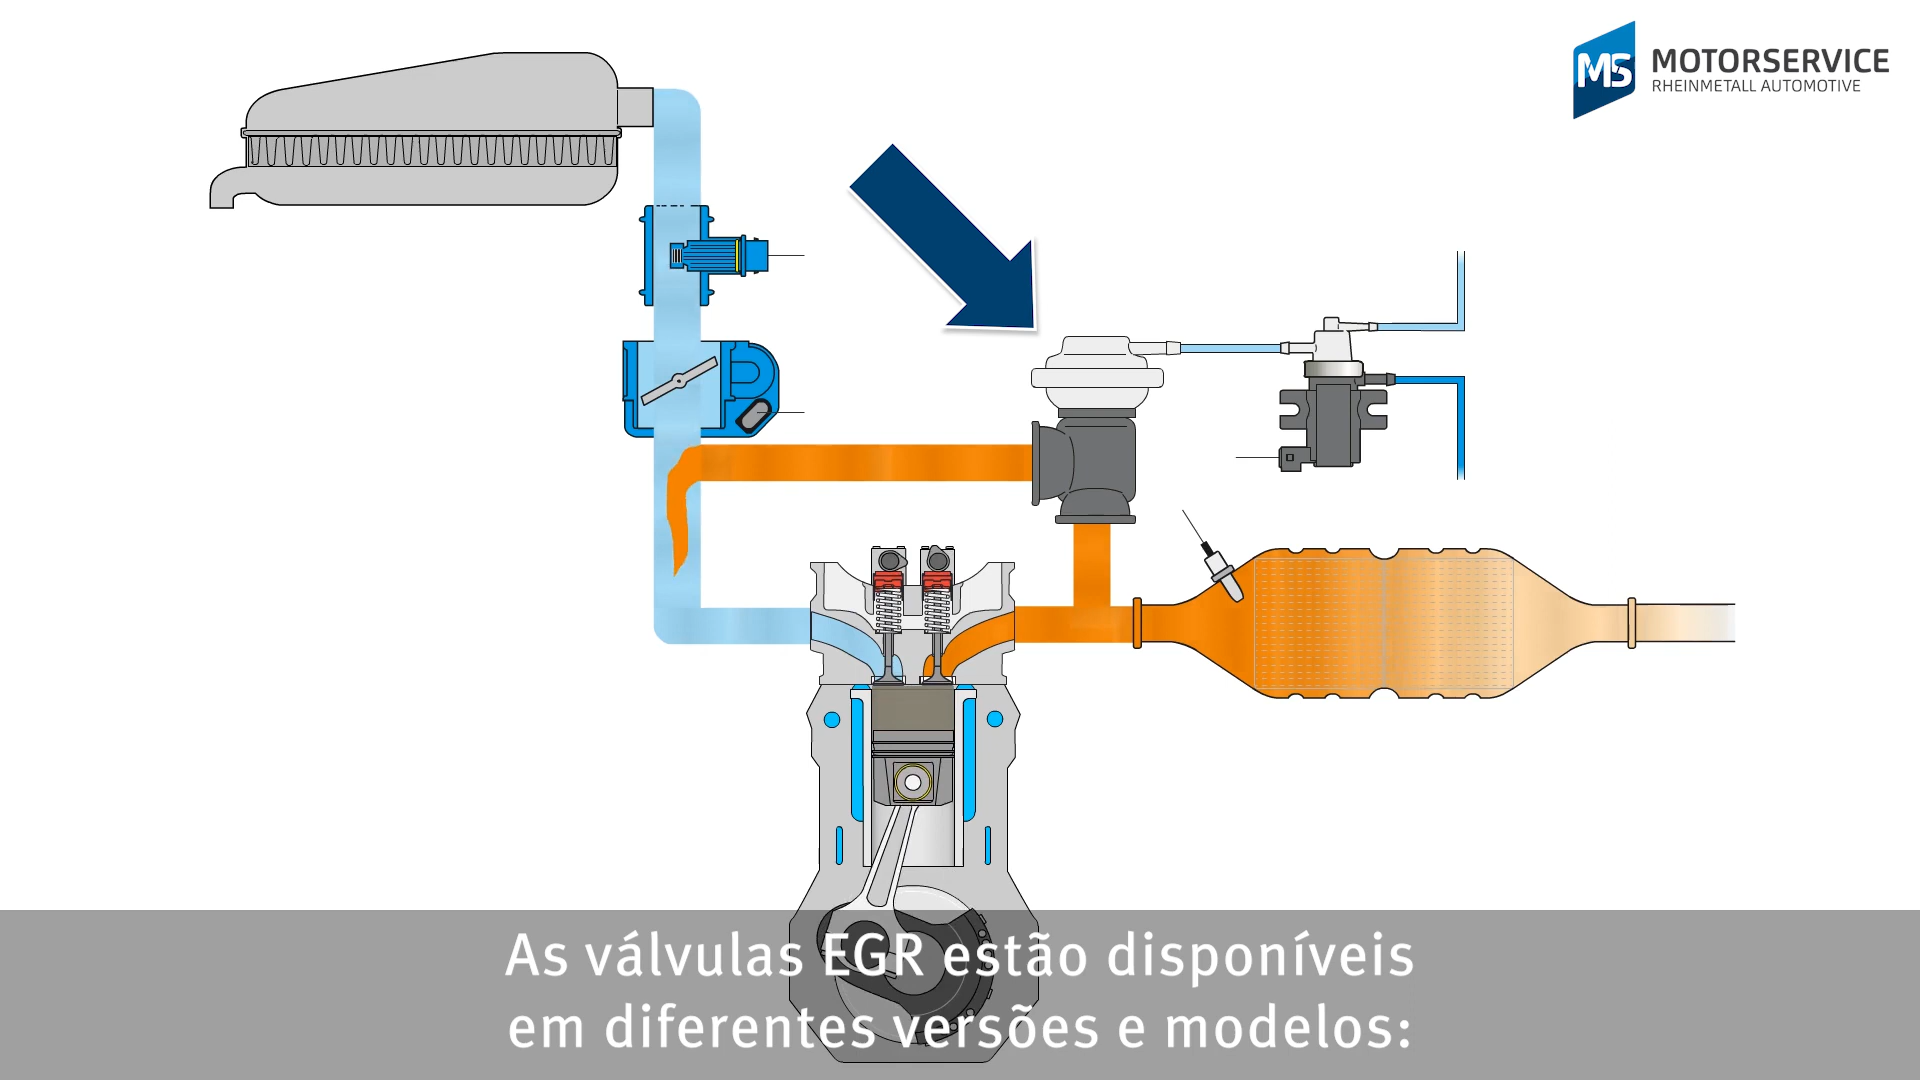 MS MOTORSERVICE
RHEINMETALL AUTOMOTIVE
As válvulas EGR estão disponíveis
em diferentes versões e modelos: